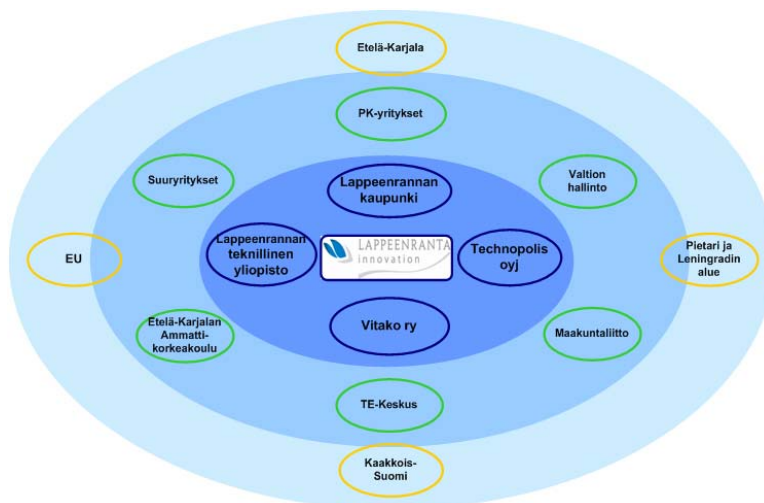 Etelä-Karjala
PK-yritykset
Suuryritykset
Valtion
hallinto
Lappeenrannan
kaupunki
EU
Lappeenrannan
teknillinen
yliopisto
LAPPEENRANTA
innovation
Technopolis
oyj
Pietari ja
Leningradin
alue
Etelä-Karjalan
Ammatti-
korkeakoulu
Vitako ry
Maakuntaliitto
TE-Keskus
Kaakkois-
Suomi